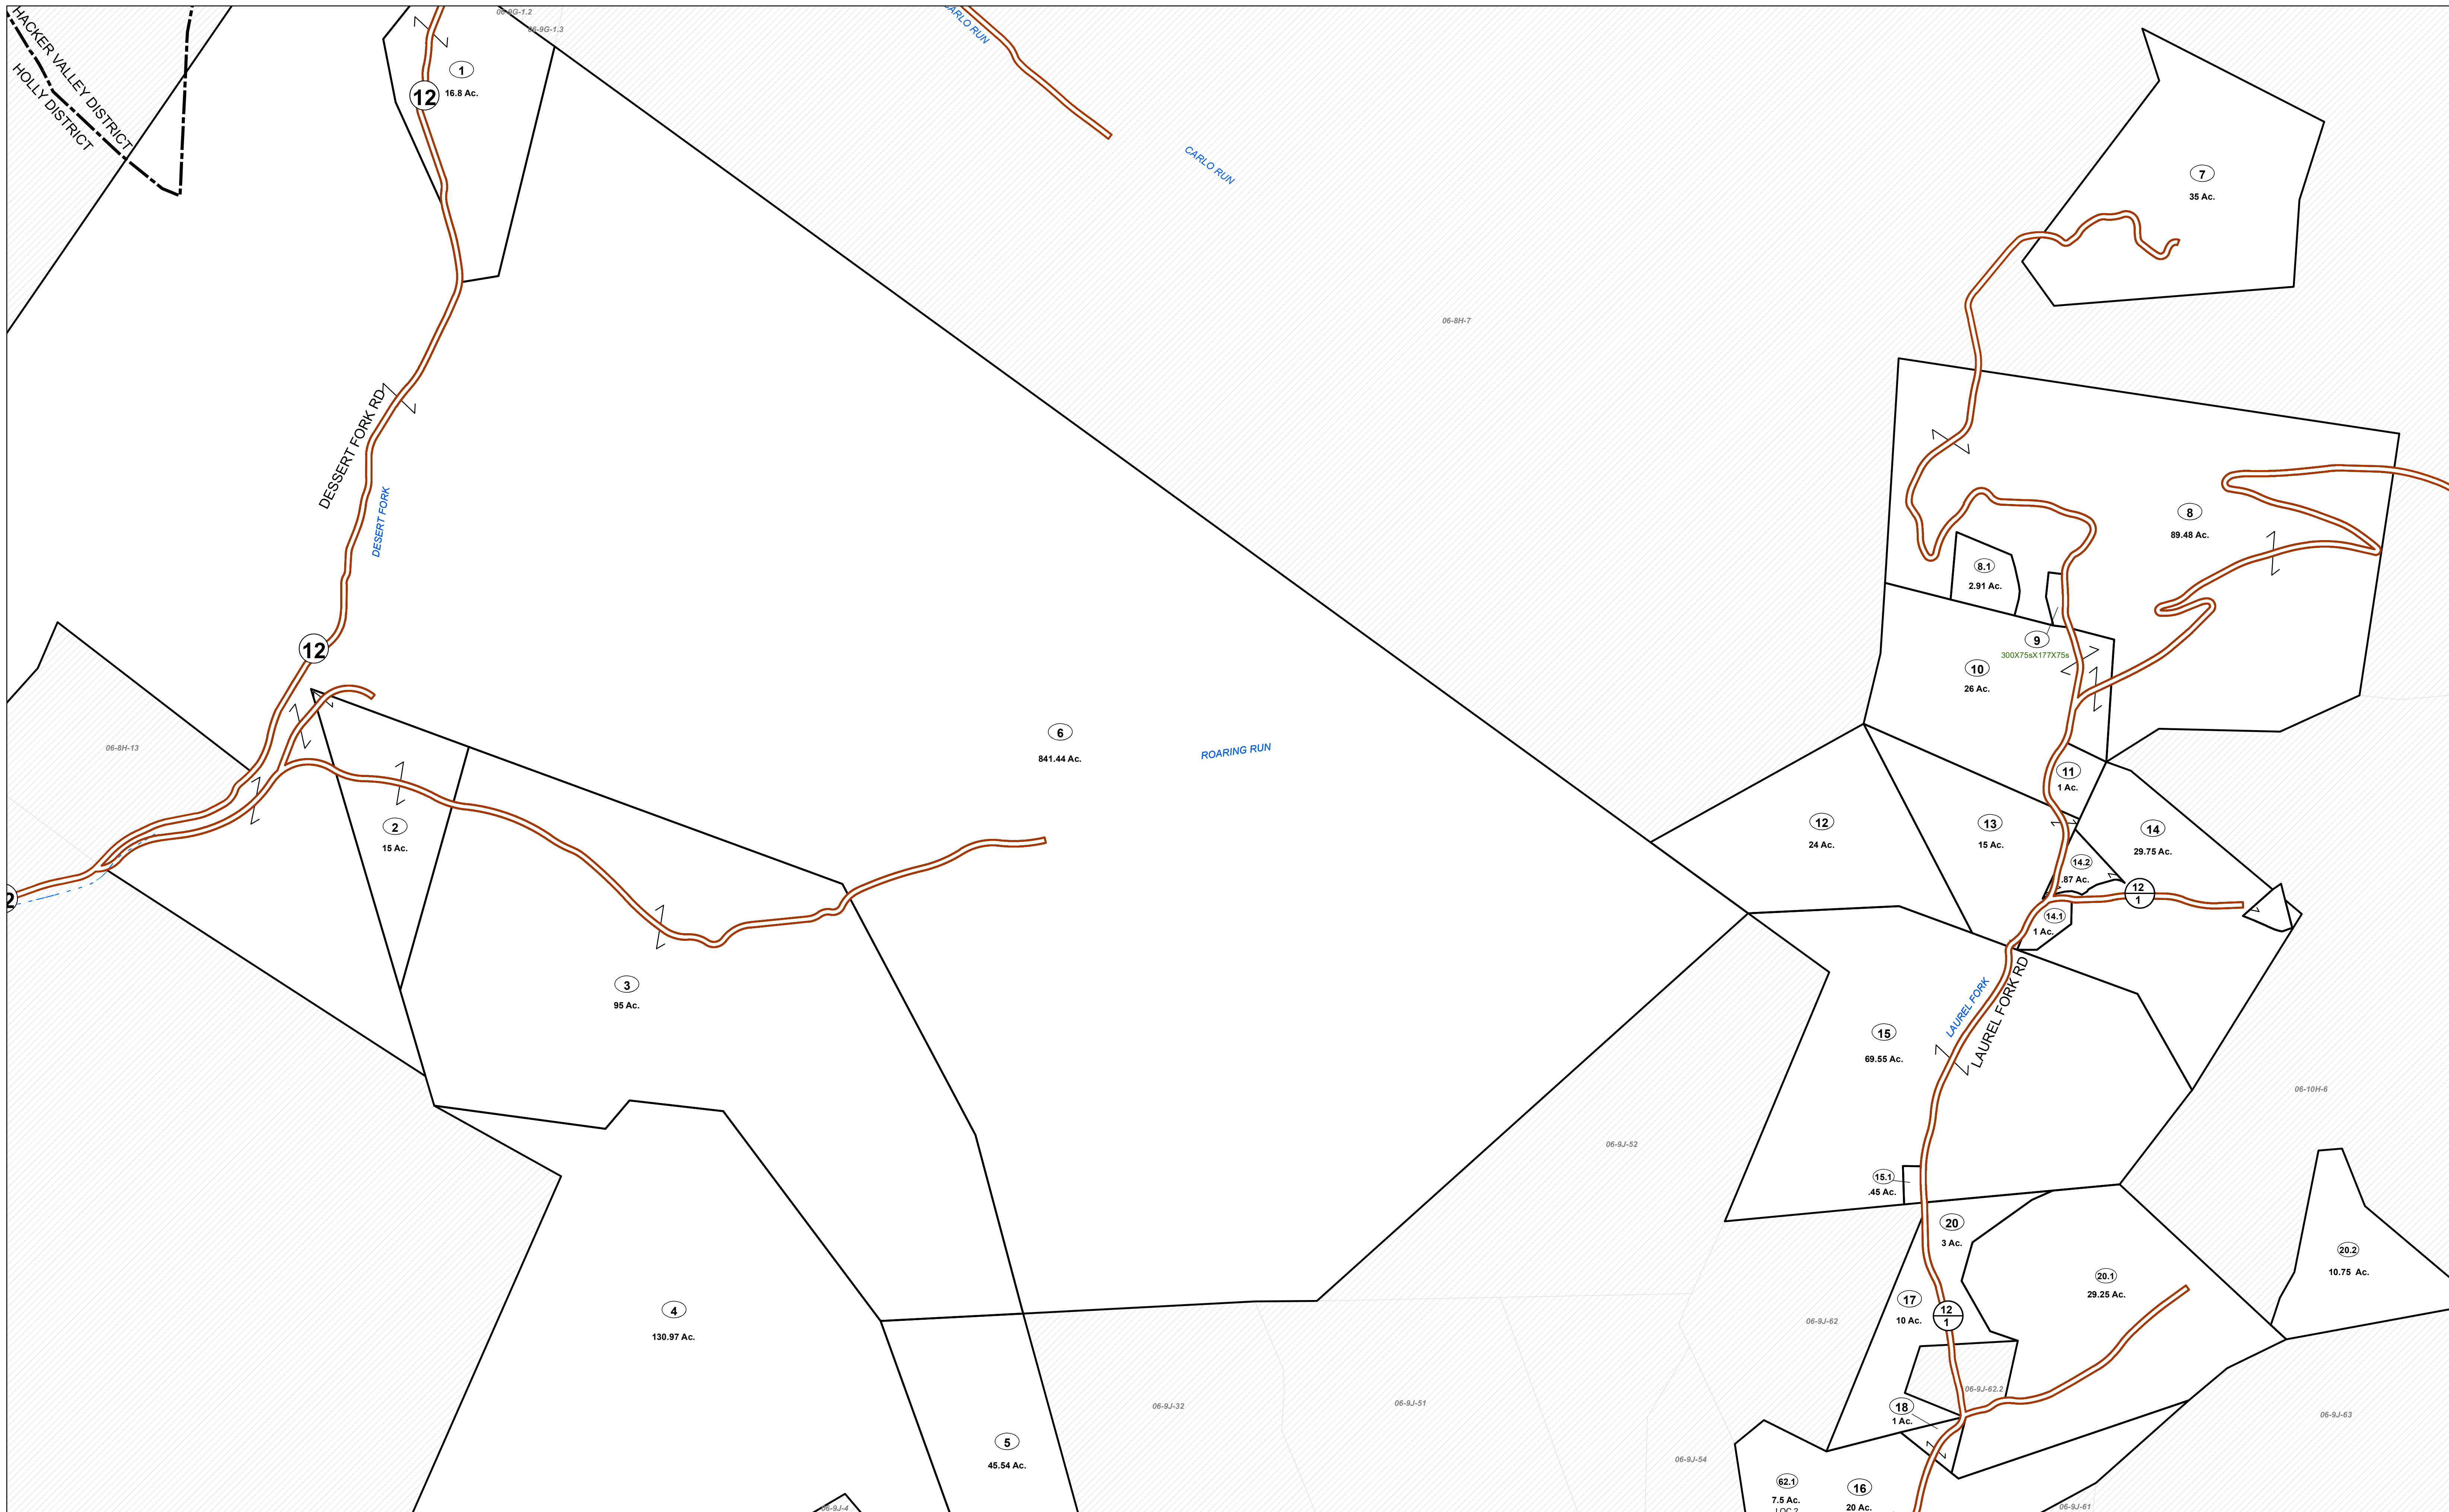 06-9G-1.2
06-9G-1.3
CARLO RUN
HACKER VALLEY DISTRICT
HOLLY DISTRICT
1
16.8 Ac.
12
CARLO RUN
7
35 Ac.
06-8H-7
DESSERT FORK RD
DESERT FORK
8
89.48 Ac.
8.1
2.91 Ac.
9
300X75sX177X75s
10
26 Ac.
12
06-8H-13
6
841.44 Ac.
ROARING RUN
11
1 Ac.
2
15 Ac.
12
24 Ac.
13
15 Ac.
14
29.75 Ac.
14.2
.87 Ac.
12
1
14.1
1 Ac.
2
3
95 Ac.
LAUREL FORK
LAUREL FORK RD
15
69.55 Ac.
06-10H-6
06-9J-52
15.1
.45 Ac.
20
3 Ac.
20.2
10.75 Ac.
20.1
29.25 Ac.
17
10 Ac.
12
1
4
130.97 Ac.
06-9J-62
06-9J-62.2
06-9J-32
06-9J-51
18
1 Ac.
06-9J-63
5
45.54 Ac.
06-9J-54
62.1
7.5 Ac.
LOC 2
16
20 Ac.
06-9J-4
06-9J-61